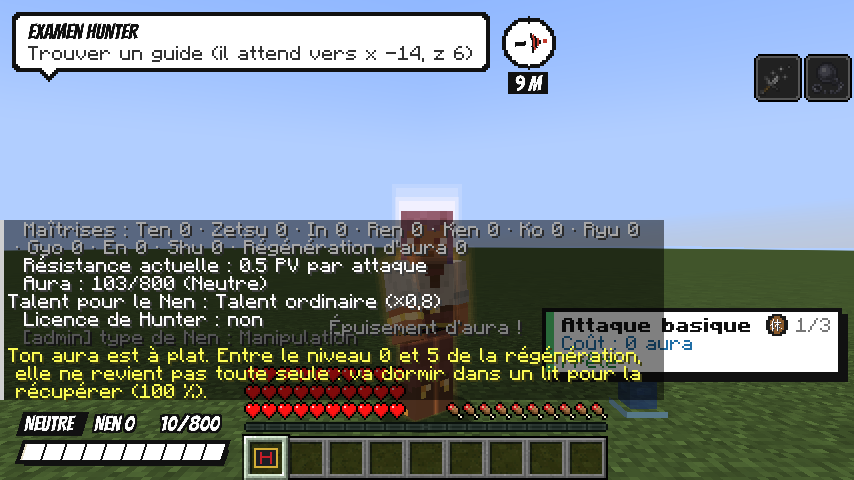 EXAMEN HUNTER
Trouver un guide (il attend vers x -14, z 6)
9 M
Maîtrises : Ten 0 · Zetsu 0 · In 0 · Ren 0 · Ken 0 · Ko 0 · Ryu 0
· Gyo 0 · En 0 · Shu 0 · Régénération d'aura 0
Résistance actuelle : 0.5 PV par attaque
Aura : 103/800 (Neutre)
Talent pour le Nen : Talent ordinaire (×0,8)
Licence de Hunter : non
Épuisement d'aura !
[admin] type de Nen : Manipulation
Attaque basique 1/3
Coût : 0 aura
Ton aura est à plat. Entre le niveau 0 et 5 de la régénération,
elle ne revient pas toute seule : va dormir dans un lit pour la
récupérer (100 %).
NEUTRE NEN 0 10/800
H